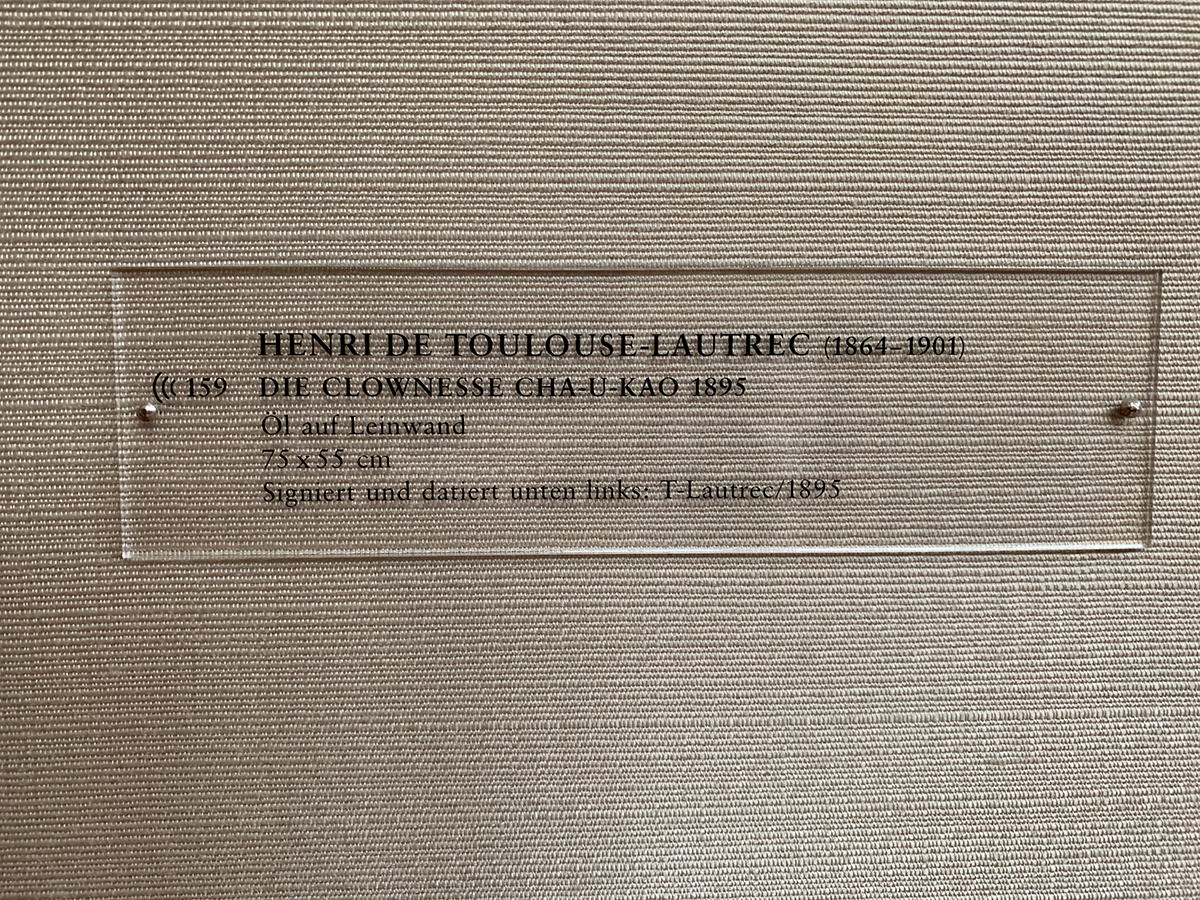 HENRI DE TOULOUSE-LAUTREC (1864–1901)
((( 159 DIE CLOWNESSE CHA-U-KAO 1895
Öl auf Leinwand
75 x 55 cm
Signiert und datiert unten links: T-Lautrec/1895